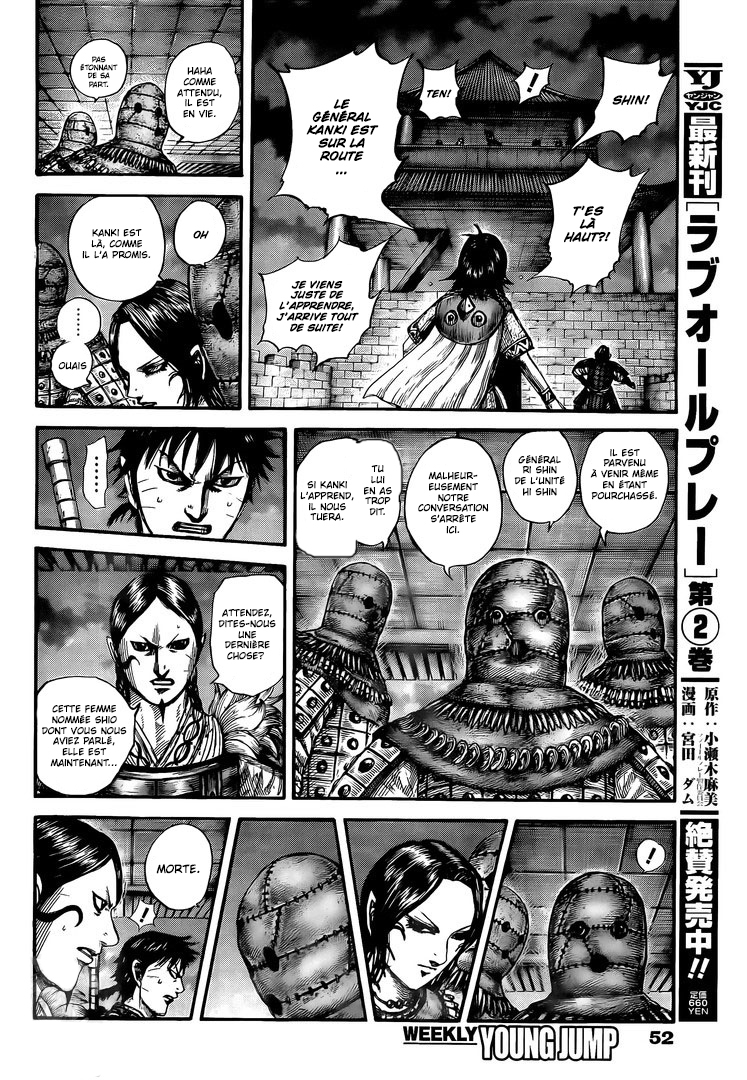 SHIN!
!
TEN!
LE
GÉNÉRAL
KANKI EST
SUR LA
ROUTE
...
T'ES
LÀ
HAUT?!
JE VIENS
JUSTE DE
L'APPRENDRE,
J'ARRIVE TOUT
DE SUITE!
HAHA
COMME
ATTENDU,
IL EST
EN VIE.
PAS
ÉTONNANT
DE SA
PART.
OH
KANKI EST
LÀ, COMME
IL L'A PROMIS.
......
OUAIS
IL EST
PARVENU
À VENIR MÊME
EN ÉTANT
POURCHASSÉ.
GÉNÉRAL
RI SHIN
DE L'UNITÉ
HI SHIN
MALHEUR-
EUSEMENT
NOTRE
CONVERSATION
S'ARRÊTE
ICI.
TU
LUI
EN AS
TROP
DIT.
SI KANKI
L'APPREND,
IL NOUS
TUERA.
......
ATTENDEZ,
DITES-NOUS
UNE
DERNIÈRE
CHOSE?
CETTE FEMME
NOMMÉE SHIO
DONT VOUS NOUS
AVIEZ PARLÉ,
ELLE EST
MAINTENANT...
!
MORTE.
!
YJ
ヤンジャン
YJC
最新刊
[ラブオールプレー]第②巻
原作:小瀬木麻美
漫画:宮田 ダム
絶賛発売中!!
定価
660
YEN
WEEKLY YOUNG JUMP
52